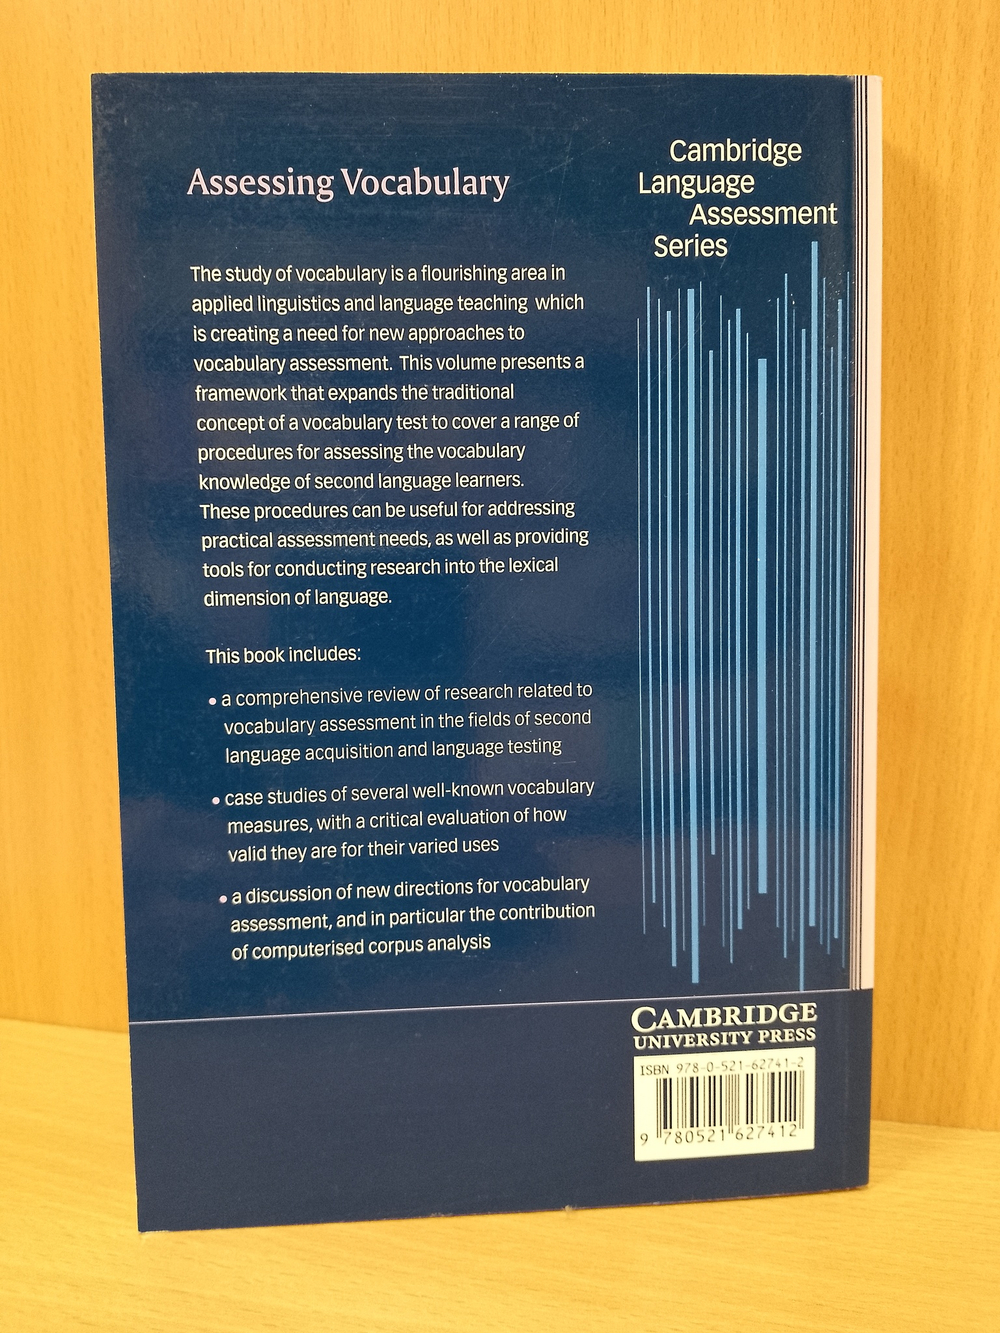 Assessing Vocabulary
Cambridge
Language
Assessment
Series
The study of vocabulary is a flourishing area in
applied linguistics and language teaching which
is creating a need for new approaches to
vocabulary assessment. This volume presents a
framework that expands the traditional
concept of a vocabulary test to cover a range of
procedures for assessing the vocabulary
knowledge of second language learners.
These procedures can be useful for addressing
practical assessment needs, as well as providing
tools for conducting research into the lexical
dimension of language.
This book includes:
• a comprehensive review of research related to
vocabulary assessment in the fields of second
language acquisition and language testing
• case studies of several well-known vocabulary
measures, with a critical evaluation of how
valid they are for their varied uses
• a discussion of new directions for vocabulary
assessment, and in particular the contribution
of computerised corpus analysis
CAMBRIDGE
UNIVERSITY PRESS
ISBN 978-0-521-62741-2
9 780521 627412